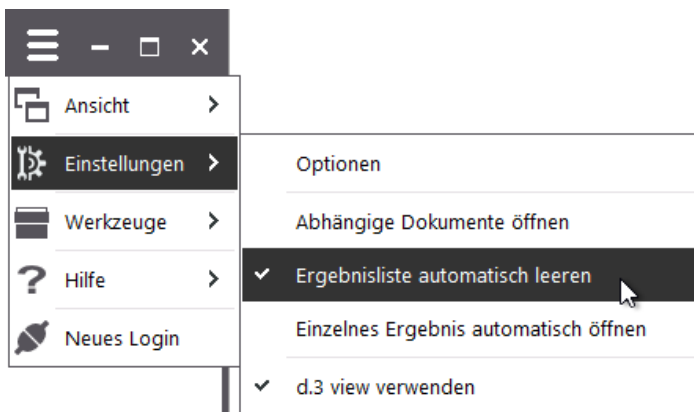 Ansicht
Einstellungen
Werkzeuge
Hilfe
Neues Login
Optionen
Abhängige Dokumente öffnen
Ergebnisliste automatisch leeren
Einzelnes Ergebnis automatisch öffnen
d.3 view verwenden